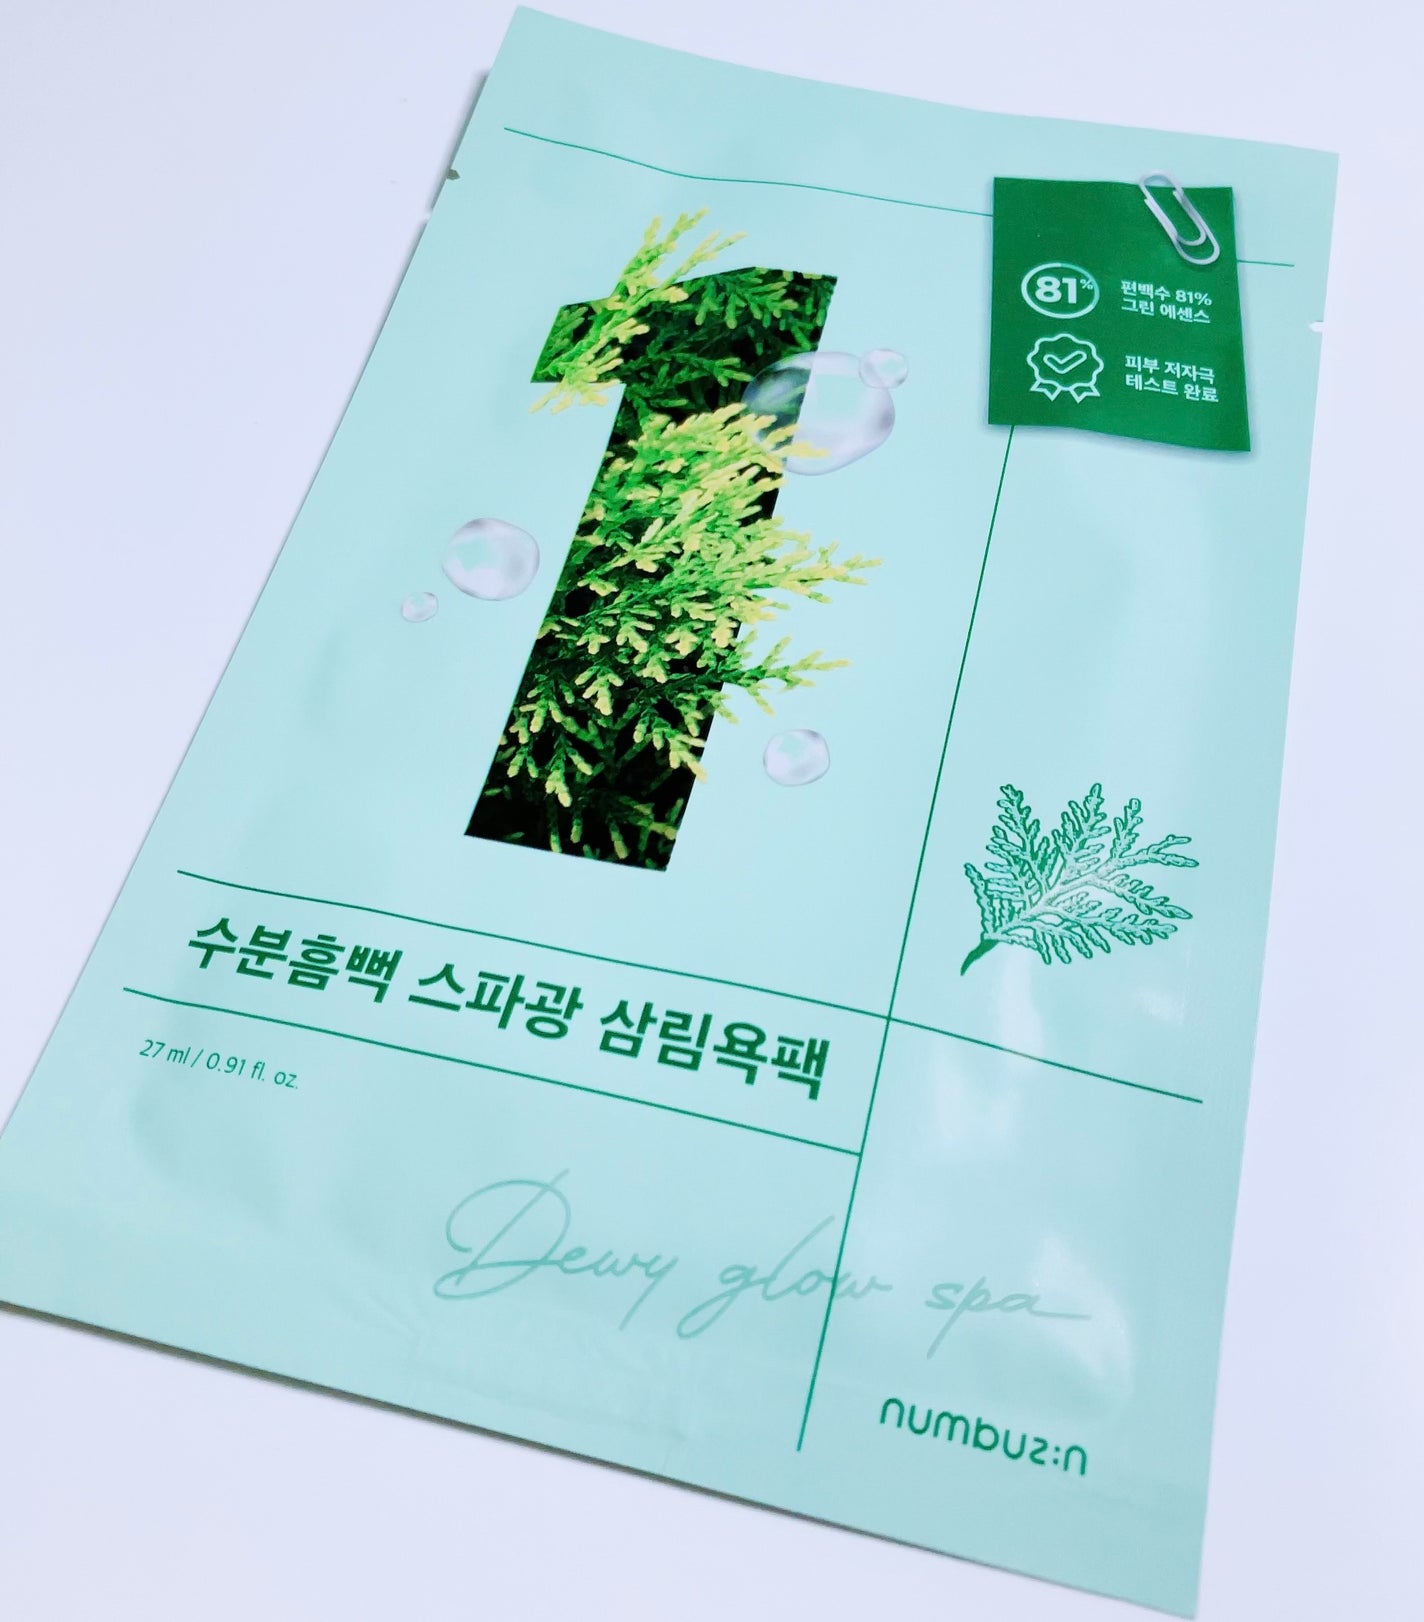 81%
편백수 81%
그린 에센스
피부 저자극
테스트 완료
1
수분흠뻑 스파광 삼림욕팩
27 ml / 0.91 fl. oz.
Dewy glow spa
numbuz:n